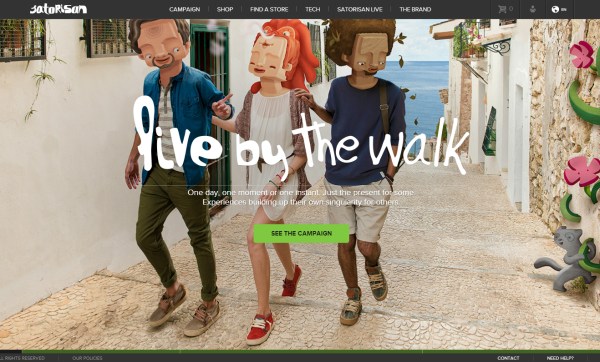 satorisan
CAMPAIGN SHOP FIND A STORE TECH SATORISAN LIVE THE BRAND 0 EN
live by the walk
One day, one moment or one instant. Just the present for some.
Experiences building up their own singularity for others.
SEE THE CAMPAIGN
ALL RIGHTS RESERVED OUR POLICIES CONTACT NEED HELP?